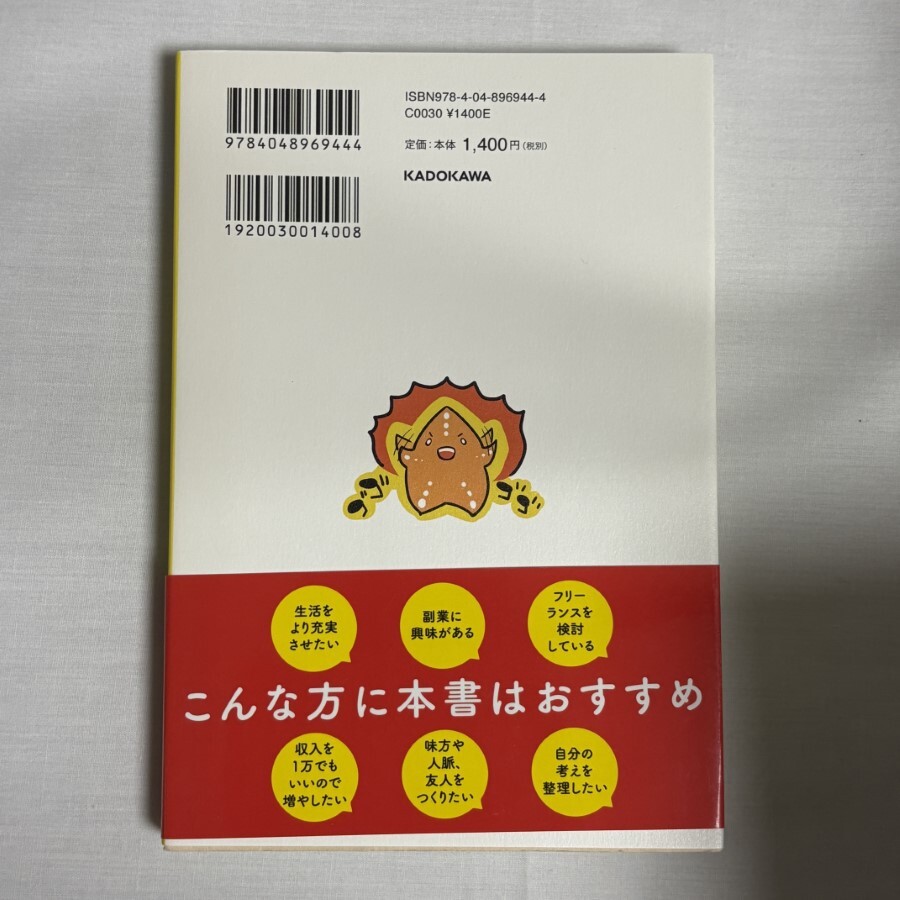 9784048969444
ISBN978-4-04-896944-4
C0030 ¥1400E
定価：本体 1,400円（税別）
KADOKAWA
1920030014008
ゴゴ
ゴゴ
生活を
より充実
させたい
副業に
興味がある
フリー
ランスを
検討
している
こんな方に本書はおすすめ
収入を
1万でも
いいので
増やしたい
味方や
人脈、
友人を
つくりたい
自分の
考えを
整理したい